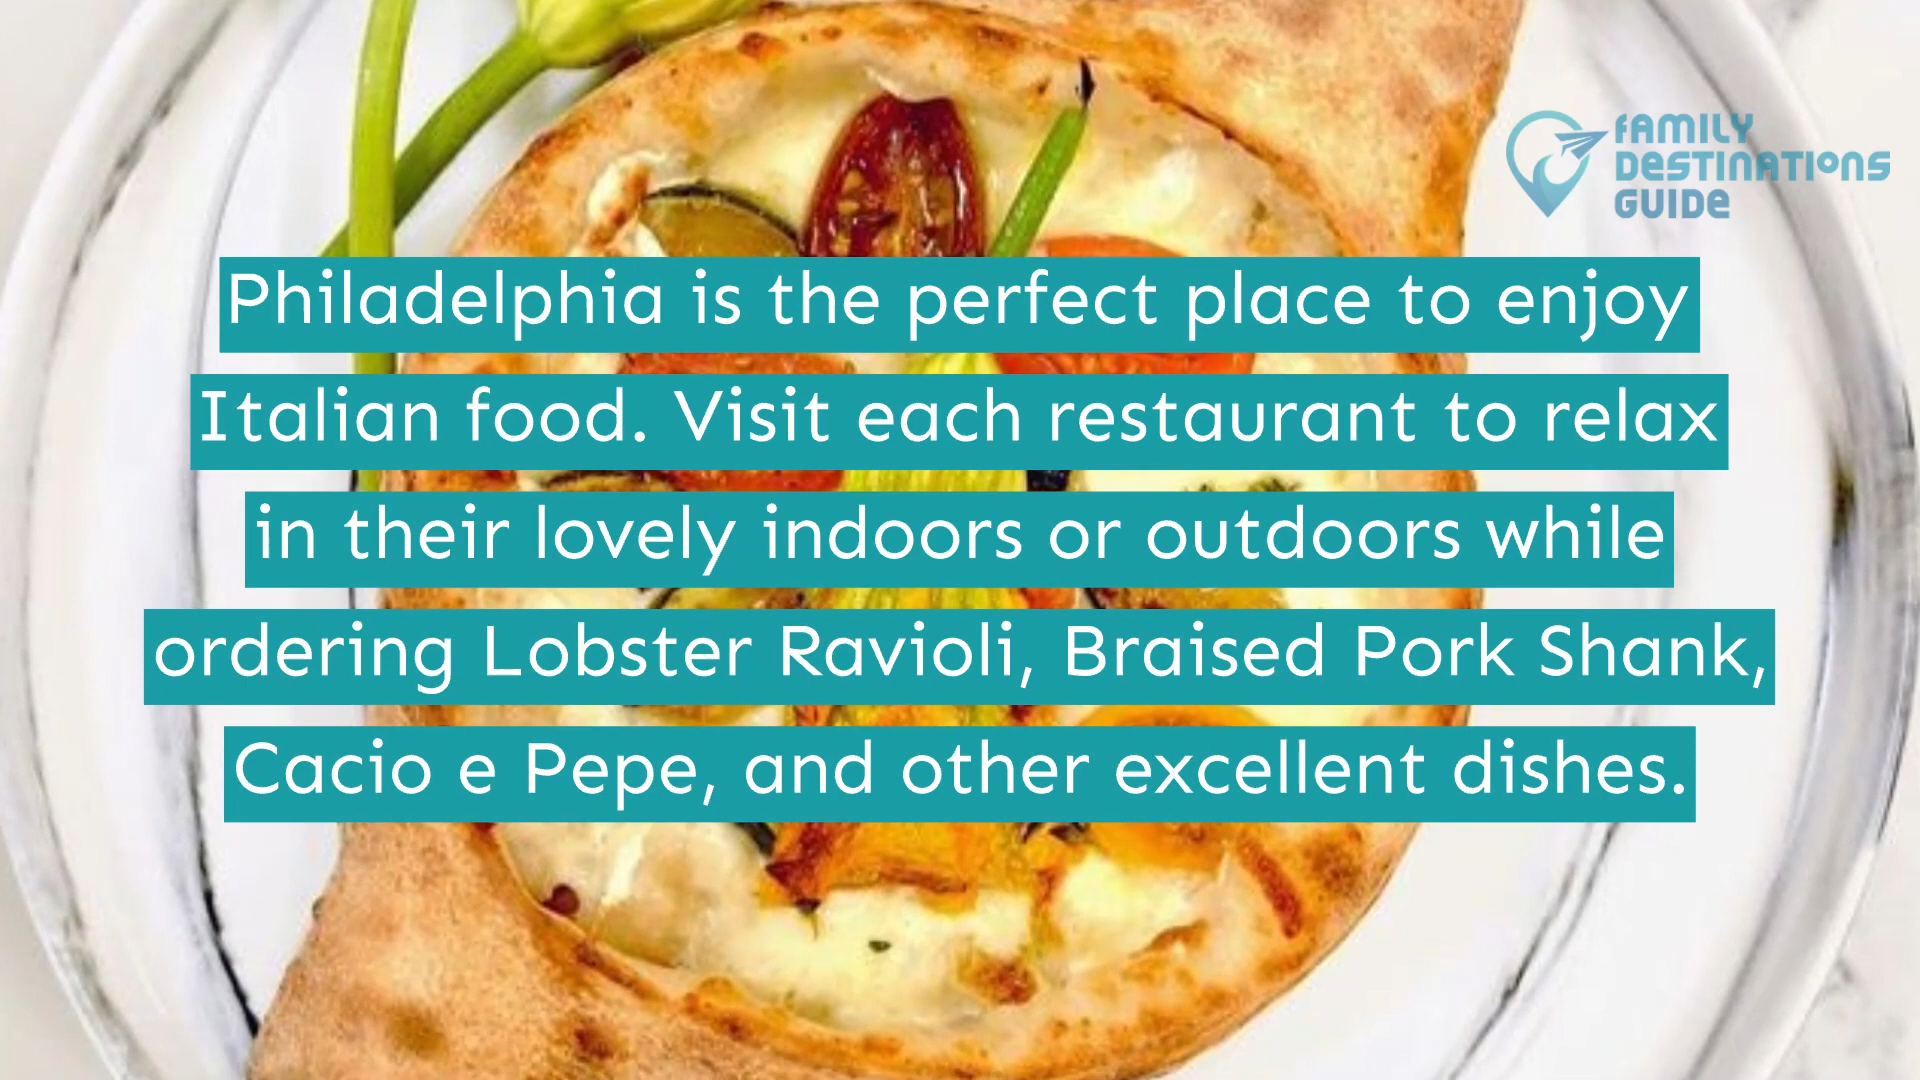 FAMILY
DESTINATIONS
GUIDE
Philadelphia is the perfect place to enjoy
Italian food. Visit each restaurant to relax
in their lovely indoors or outdoors while
ordering Lobster Ravioli, Braised Pork Shank,
Cacio e Pepe, and other excellent dishes.